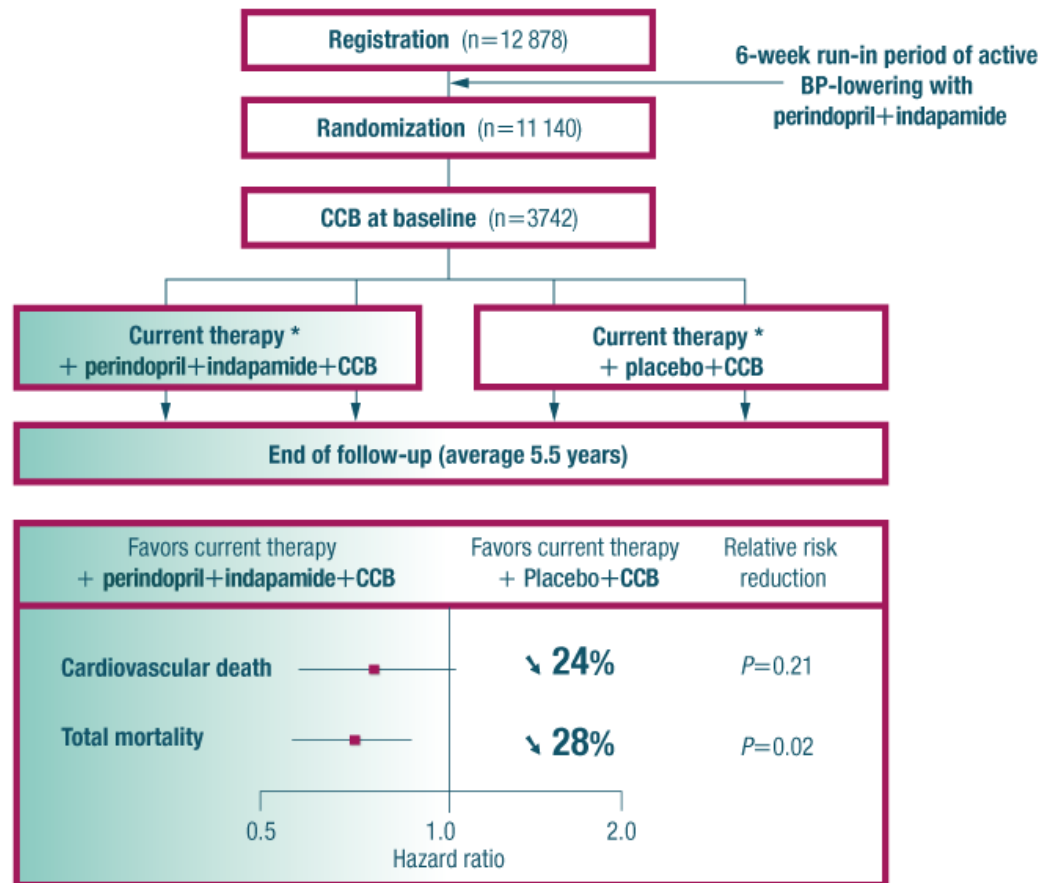 Registration (n=12 878)
6-week run-in period of active
BP-lowering with
perindopril+indapamide
Randomization (n=11 140)
CCB at baseline (n=3742)
Current therapy *
+ perindopril+indapamide+CCB
Current therapy *
+ placebo+CCB
End of follow-up (average 5.5 years)
Favors current therapy
+ perindopril+indapamide+CCB
Favors current therapy
+ Placebo+CCB
Relative risk
reduction
Cardiovascular death
➘ 24%
P=0.21
Total mortality
➘ 28%
P=0.02
0.5
1.0
2.0
Hazard ratio